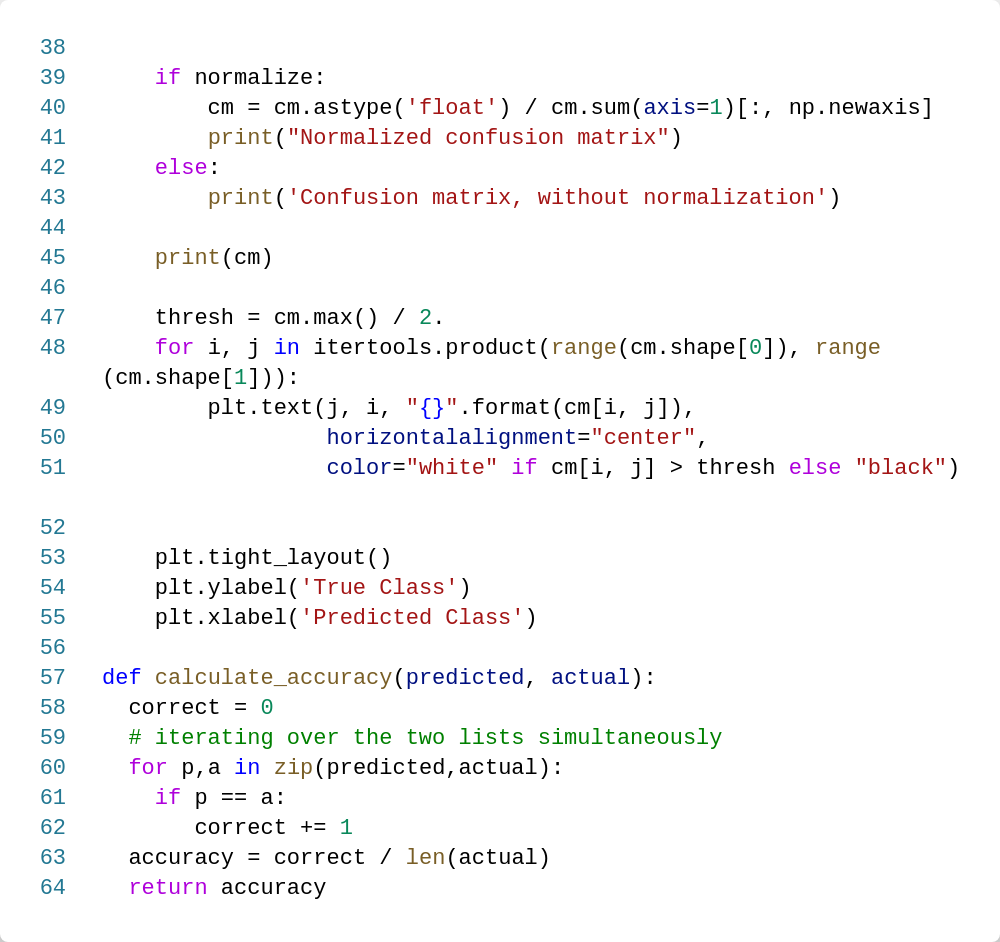 38
39     if normalize:
40         cm = cm.astype('float') / cm.sum(axis=1)[:, np.newaxis]
41         print("Normalized confusion matrix")
42     else:
43         print('Confusion matrix, without normalization')
44
45     print(cm)
46
47     thresh = cm.max() / 2.
48     for i, j in itertools.product(range(cm.shape[0]), range
(cm.shape[1])):
49         plt.text(j, i, "{}".format(cm[i, j]),
50                  horizontalalignment="center",
51                  color="white" if cm[i, j] > thresh else "black")
52
53     plt.tight_layout()
54     plt.ylabel('True Class')
55     plt.xlabel('Predicted Class')
56
57 def calculate_accuracy(predicted, actual):
58   correct = 0
59   # iterating over the two lists simultaneously
60   for p,a in zip(predicted,actual):
61     if p == a:
62        correct += 1
63   accuracy = correct / len(actual)
64   return accuracy